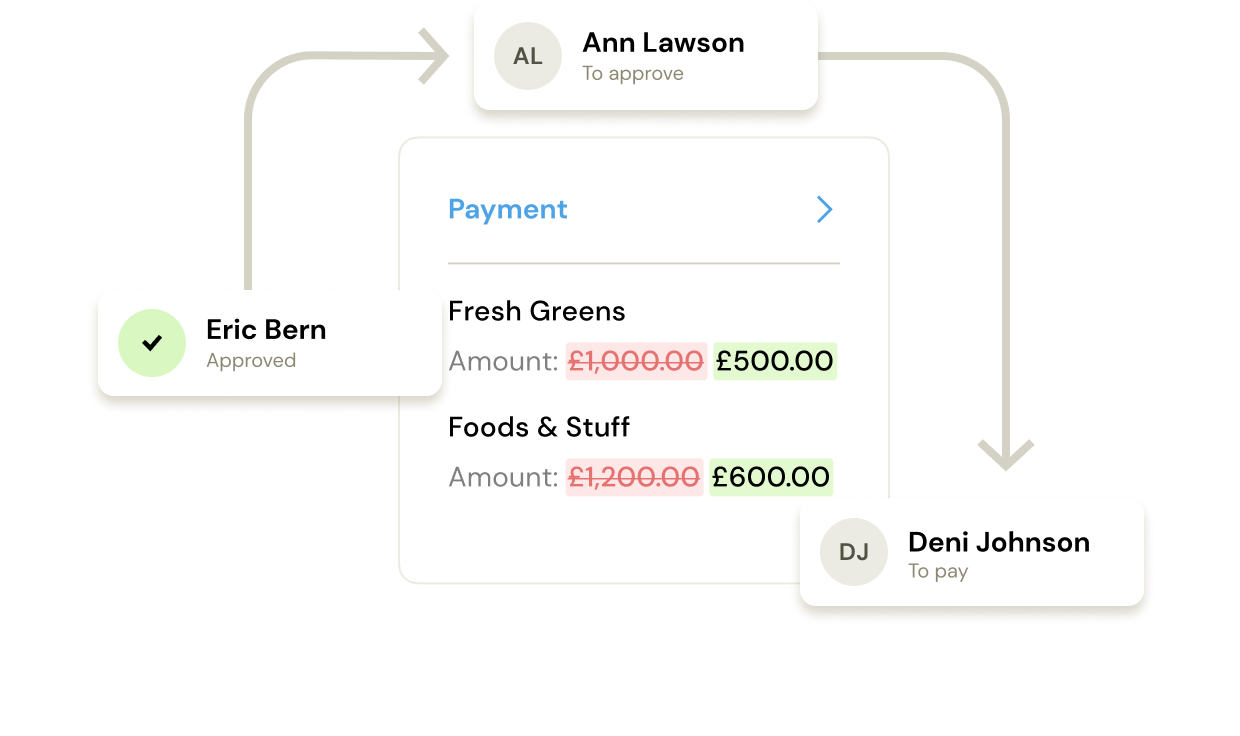 AL
Ann Lawson
To approve
Payment
Eric Bern
Approved
Fresh Greens
Amount: £1,000.00 £500.00
Foods & Stuff
Amount: £1,200.00 £600.00
DJ
Deni Johnson
To pay